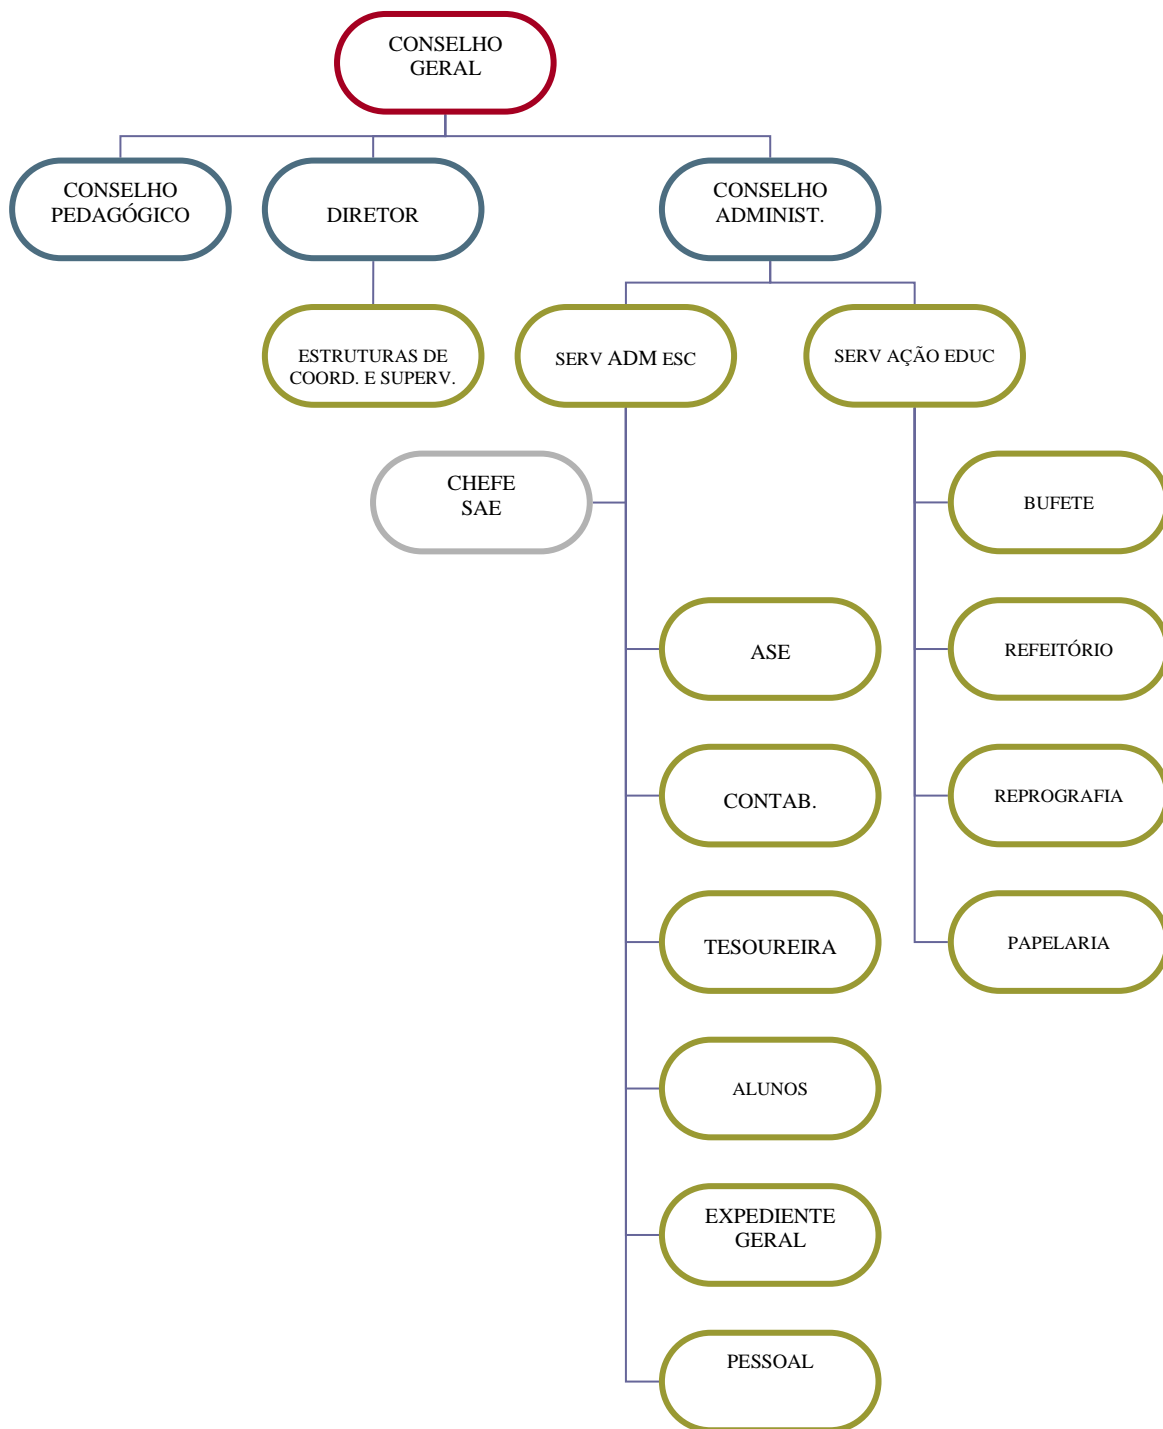 CONSELHO
GERAL
CONSELHO
PEDAGÓGICO
DIRETOR
CONSELHO
ADMINIST.
ESTRUTURAS DE
COORD. E SUPERV.
SERV ADM ESC
SERV AÇÃO EDUC
CHEFE
SAE
BUFETE
ASE
REFEITÓRIO
CONTAB.
REPROGRAFIA
TESOUREIRA
PAPELARIA
ALUNOS
EXPEDIENTE
GERAL
PESSOAL